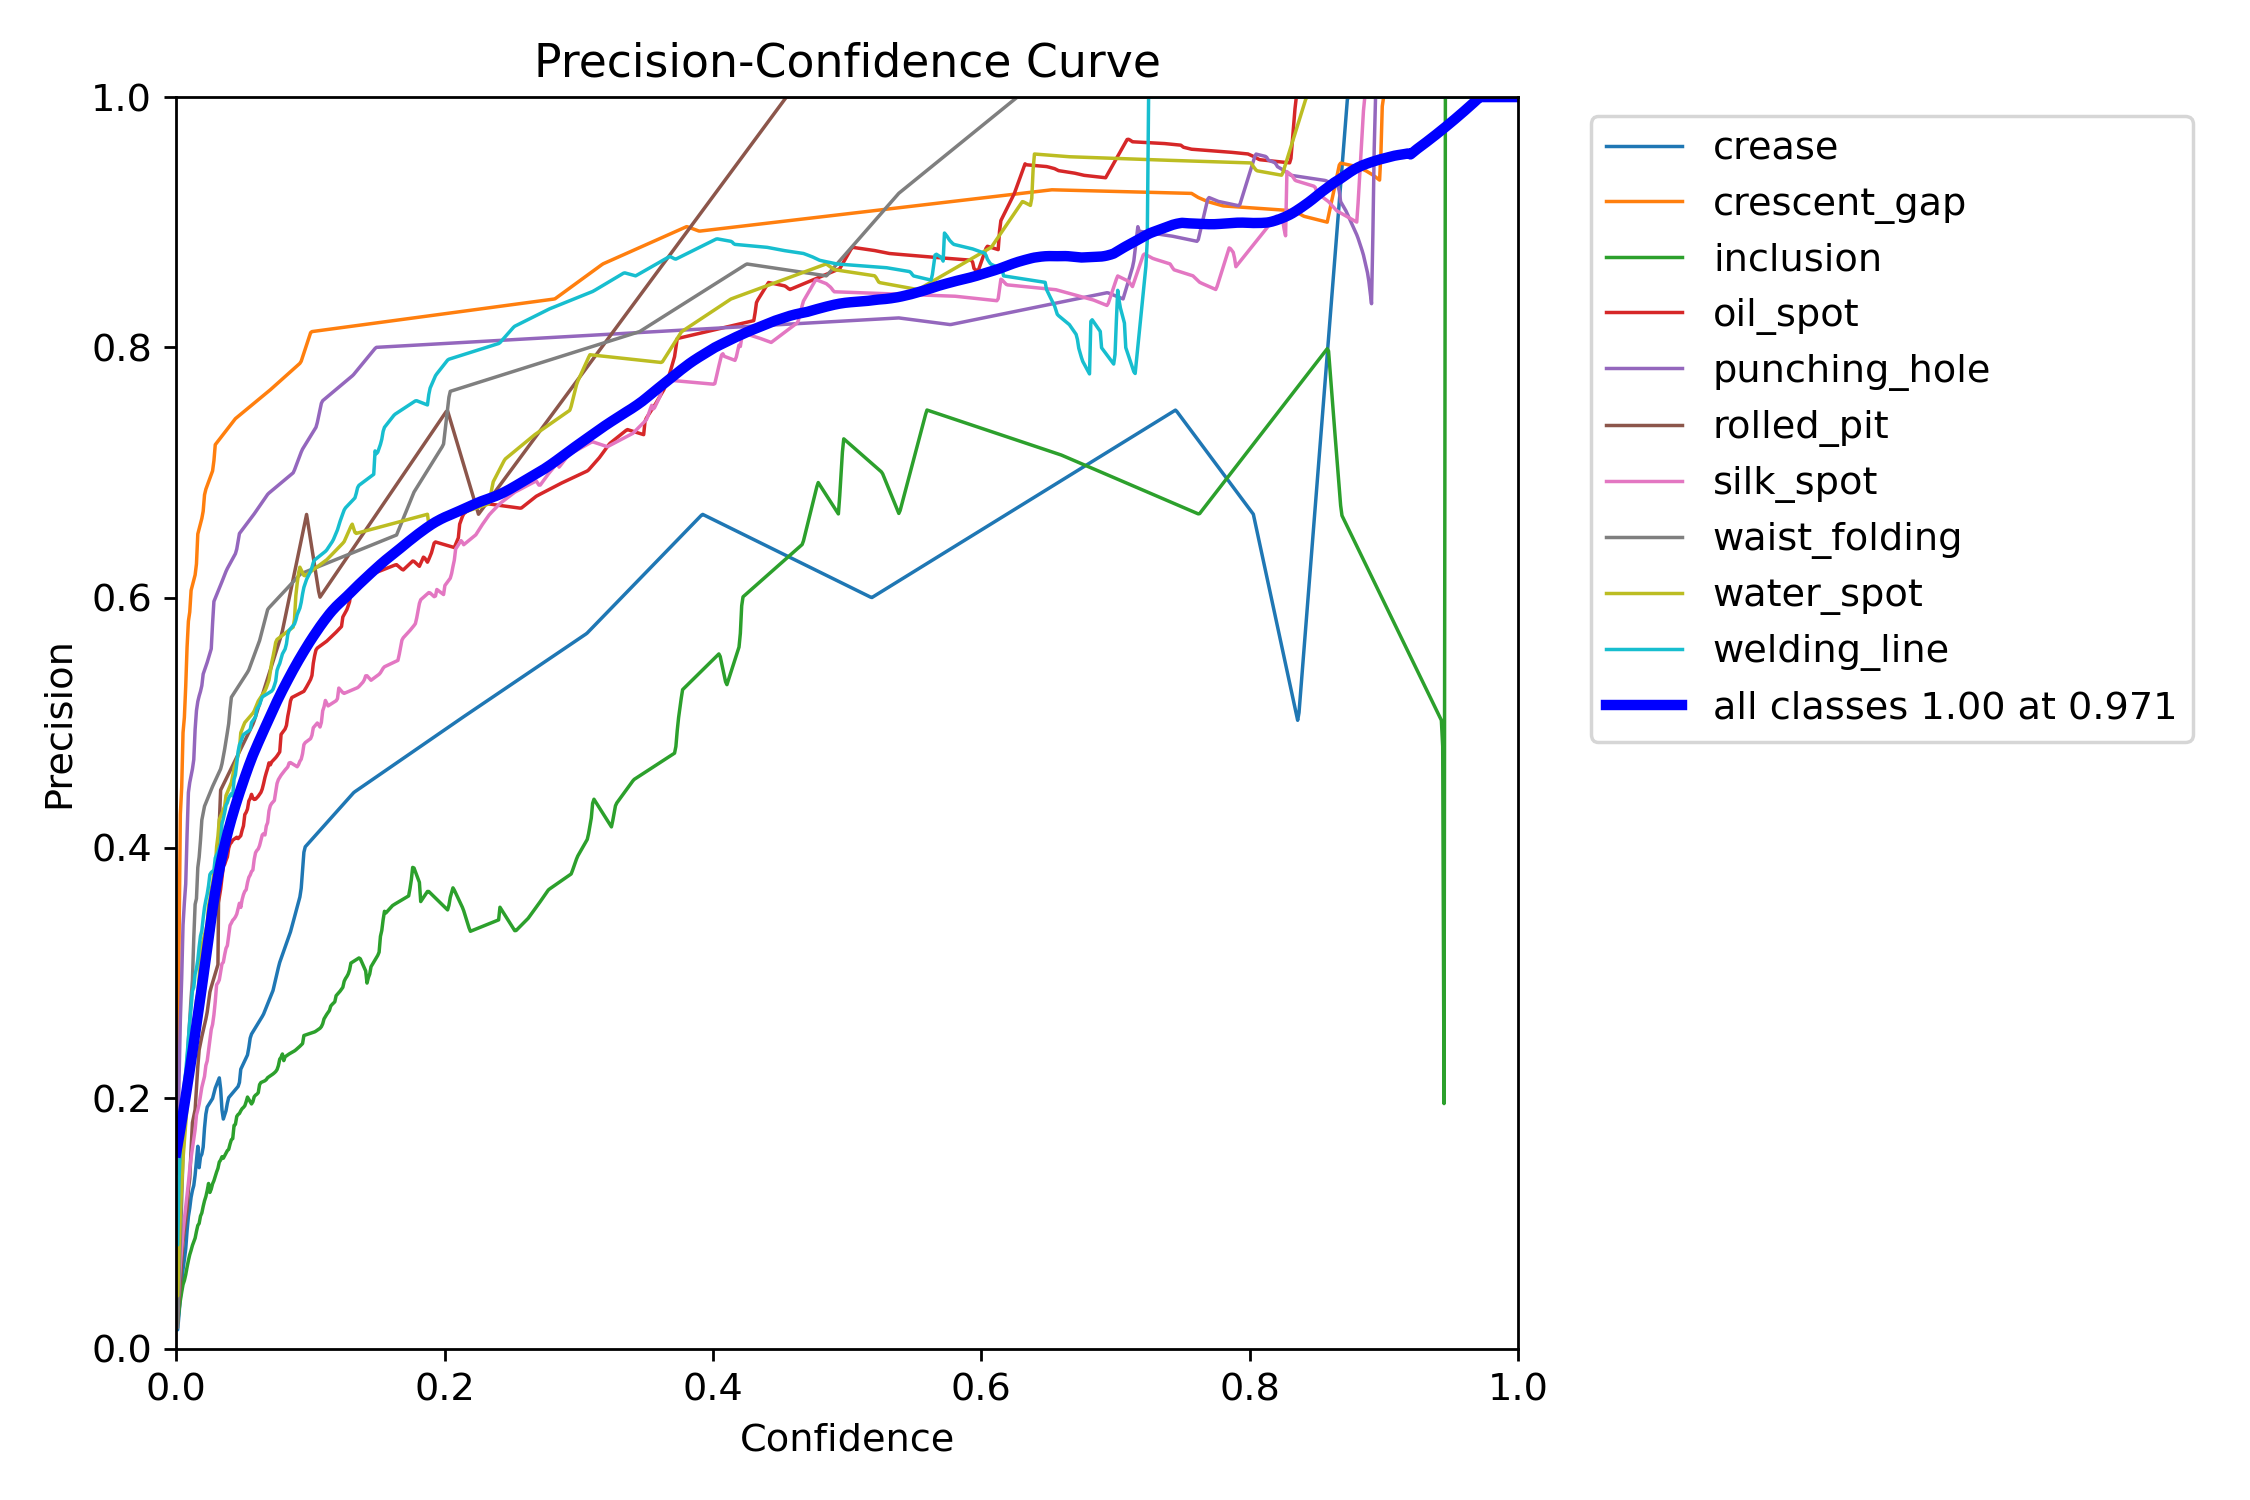 Precision-Confidence Curve
1.0
0.8
0.6
0.4
0.2
0.0
Precision
0.0 0.2 0.4 0.6 0.8 1.0
Confidence
crease
crescent_gap
inclusion
oil_spot
punching_hole
rolled_pit
silk_spot
waist_folding
water_spot
welding_line
all classes 1.00 at 0.971